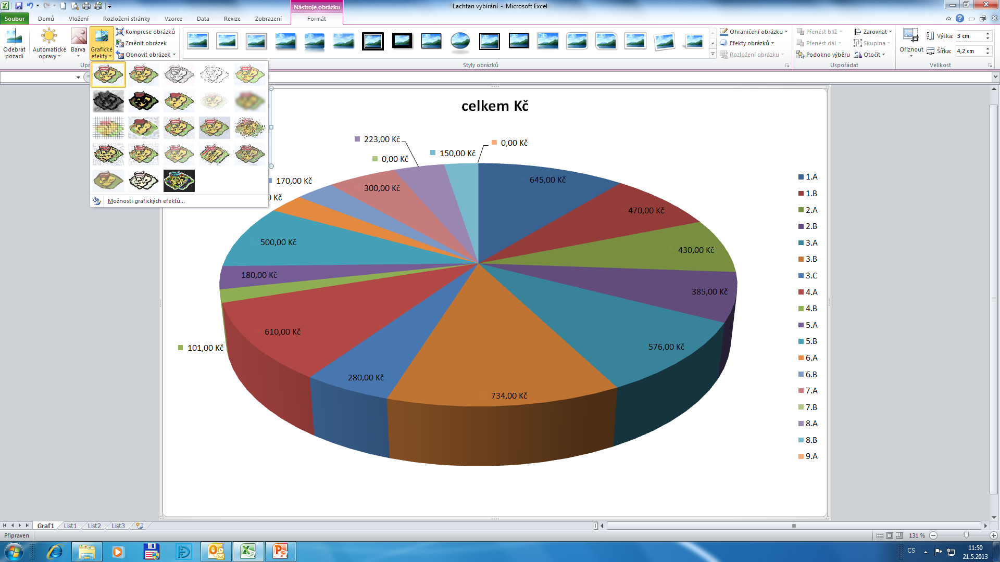 Nástroje obrázku
Lachtan vybírání - Microsoft Excel
Soubor
Domů
Vložení
Rozložení stránky
Vzorce
Data
Revize
Zobrazení
Formát
Odebrat pozadí
Automatické opravy
Barva
Grafické efekty
Komprese obrázků
Změnit obrázek
Obnovit obrázek
Styly obrázků
Ohraničení obrázku
Efekty obrázků
Rozložení obrázku
Přenést blíž
Přenést dál
Podokno výběru
Zarovnat
Skupina
Otočit
Uspořádat
Oříznout
Výška: 3 cm
Šířka: 4,2 cm
Velikost
Možnosti grafických efektů...
celkem Kč
223,00 Kč
0,00 Kč
0,00 Kč
150,00 Kč
170,00 Kč
300,00 Kč
645,00 Kč
470,00 Kč
430,00 Kč
500,00 Kč
180,00 Kč
385,00 Kč
610,00 Kč
101,00 Kč
576,00 Kč
280,00 Kč
734,00 Kč
1.A
1.B
2.A
2.B
3.A
3.B
3.C
4.A
4.B
5.A
5.B
6.A
6.B
7.A
7.B
8.A
8.B
9.A
Graf1
List1
List2
List3
Připraven
131 %
CS
11:50
21.5.2013